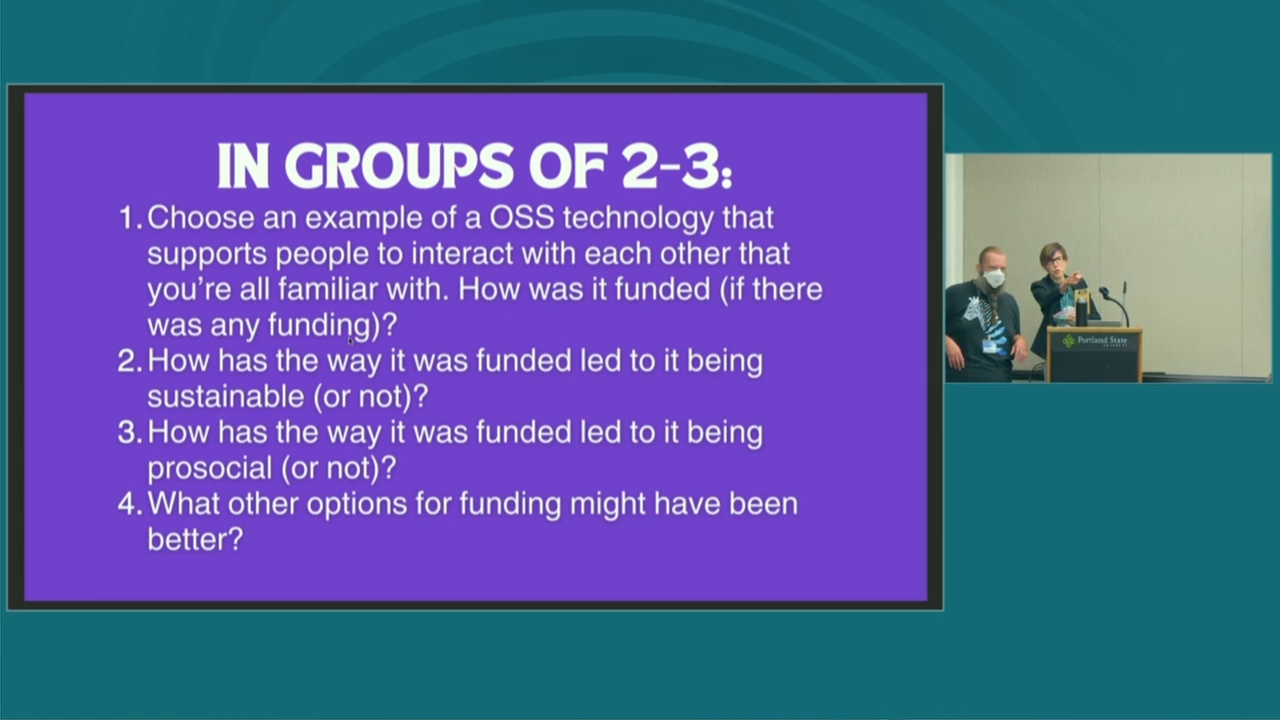 IN GROUPS OF 2-3:
1. Choose an example of a OSS technology that
supports people to interact with each other that
you're all familiar with. How was it funded (if there
was any funding)?
2. How has the way it was funded led to it being
sustainable (or not)?
3. How has the way it was funded led to it being
prosocial (or not)?
4. What other options for funding might have been
better?
Portland State